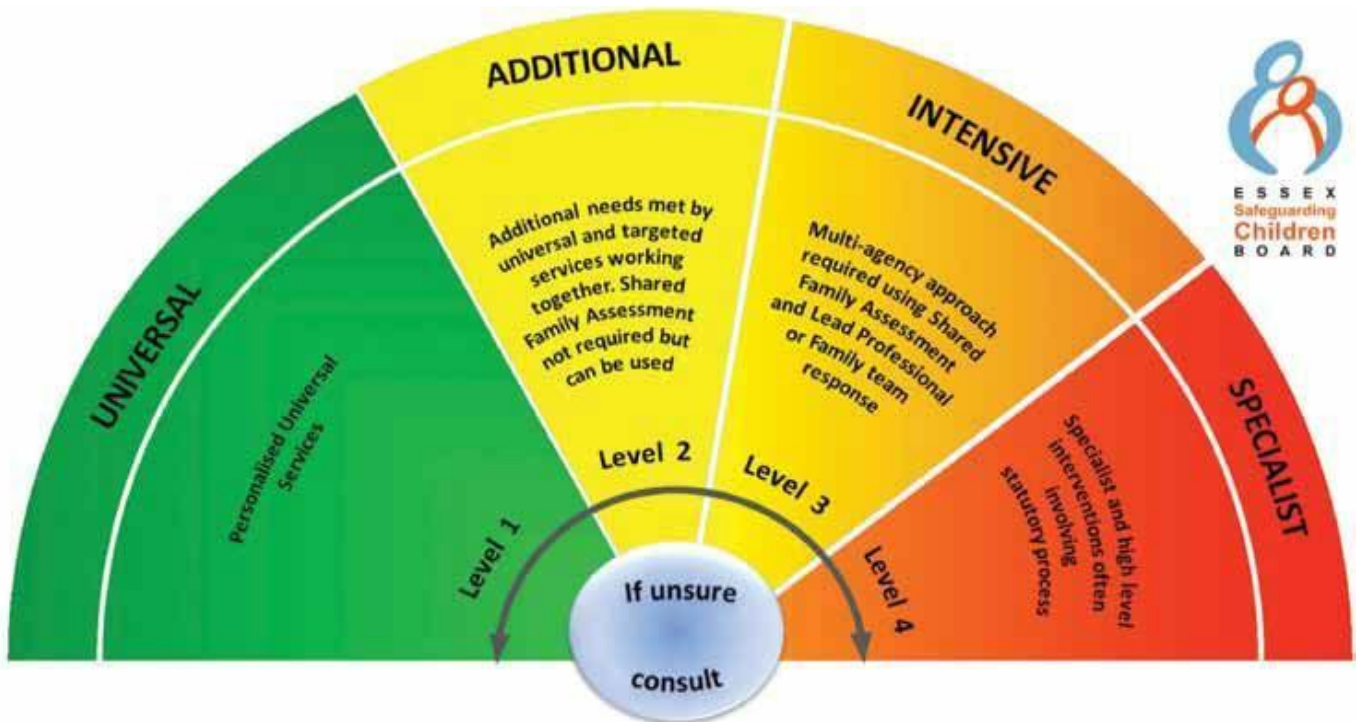 UNIVERSAL
Personalised Universal
Services
Level 1
ADDITIONAL
Additional needs met by
universal and targeted
services working
together. Shared
Family Assessment
not required but
can be used
Level 2
INTENSIVE
Multi-agency approach
required using Shared
Family Assessment
and Lead Professional
or Family team
response
Level 3
SPECIALIST
Specialist and high level
interventions often
involving
statutory process
Level 4
If unsure
consult
ESSEX
Safeguarding
Children
BOARD